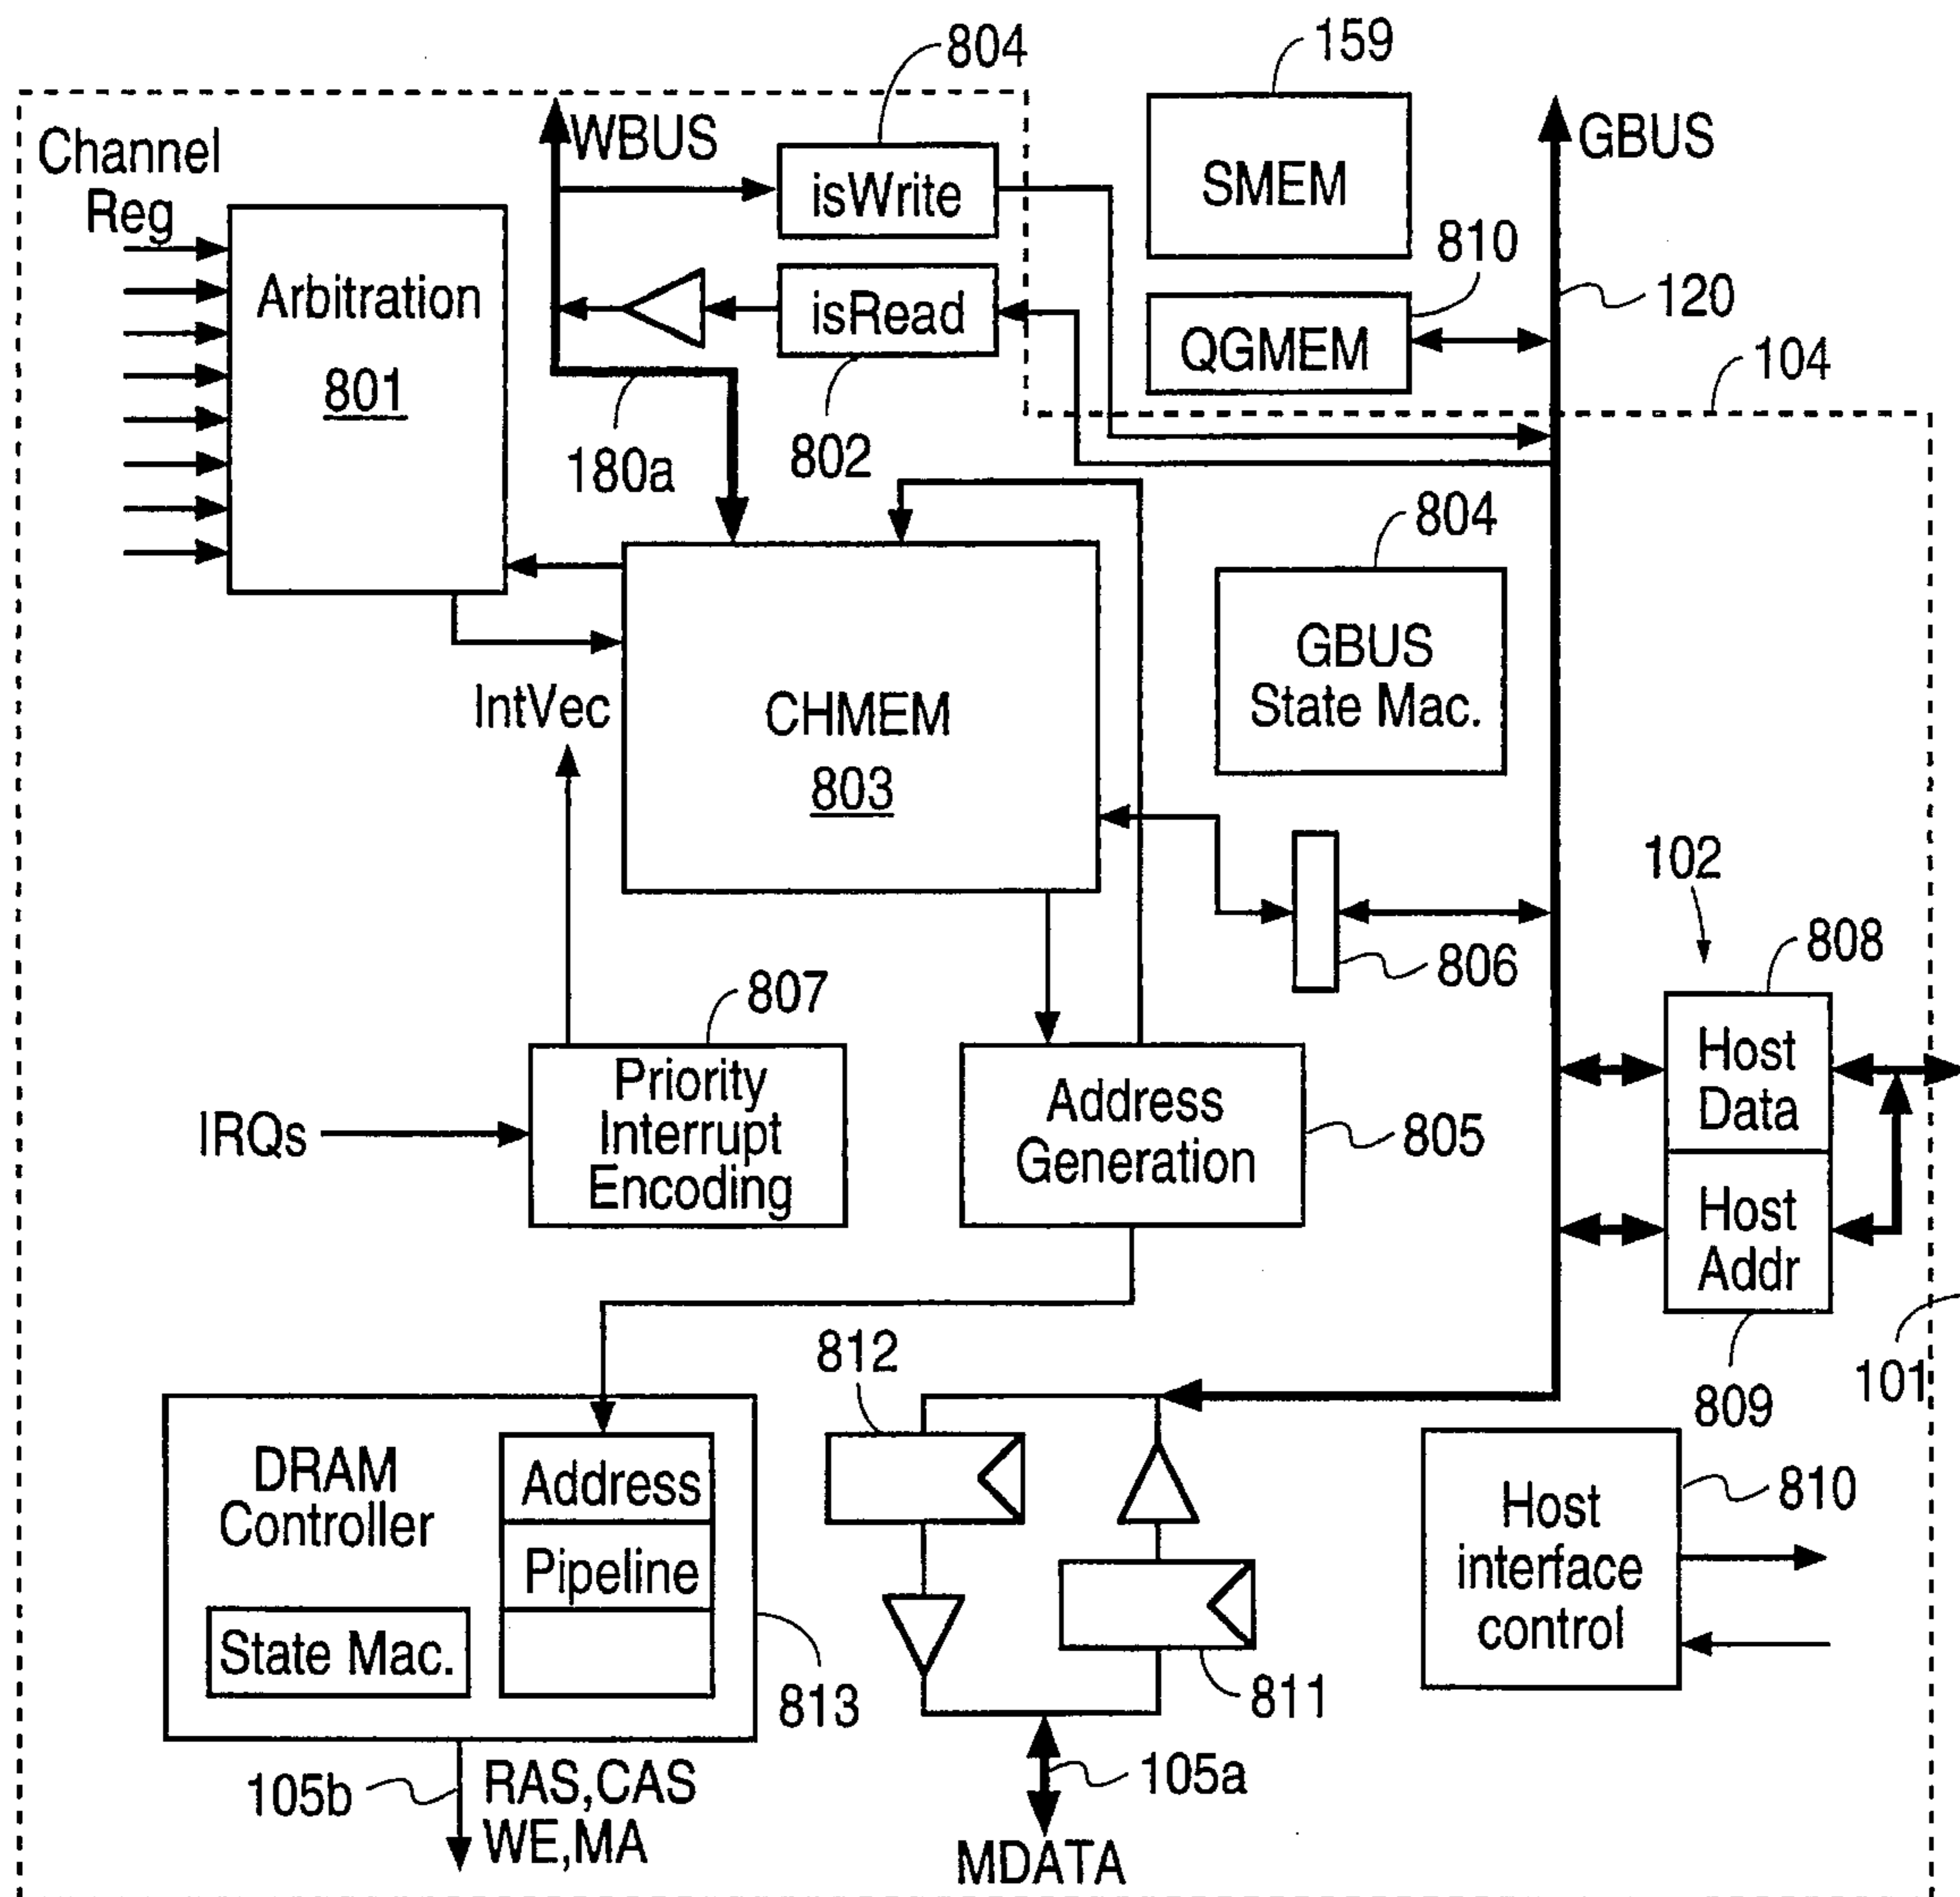 804
159
Channel
Reg
WBUS
isWrite
SMEM
GBUS
810
Arbitration
801
isRead
QGMEM
120
104
180a
802
804
IntVec
CHMEM
803
GBUS
State Mac.
102
808
806
807
Priority
Interrupt
Encoding
IRQs
Address
Generation
805
Host
Data
Host
Addr
812
101
809
DRAM
Controller
Address
Pipeline
State Mac.
813
811
Host
interface
control
810
105b
RAS,CAS
WE,MA
105a
MDATA